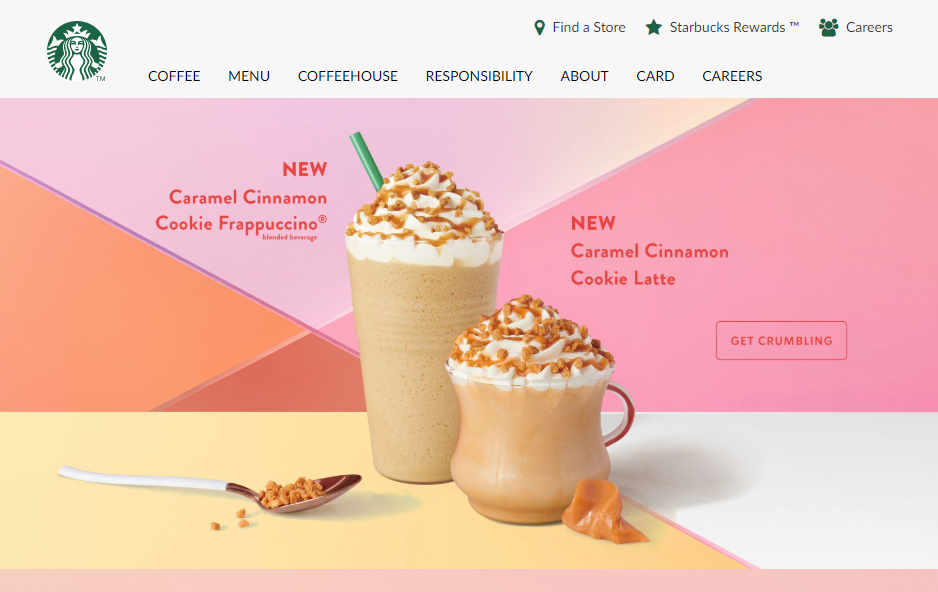 Find a Store
Starbucks Rewards ™
Careers
TM
COFFEE
MENU
COFFEEHOUSE
RESPONSIBILITY
ABOUT
CARD
CAREERS
NEW
Caramel Cinnamon
Cookie Frappuccino®
blended beverage
NEW
Caramel Cinnamon
Cookie Latte
GET CRUMBLING